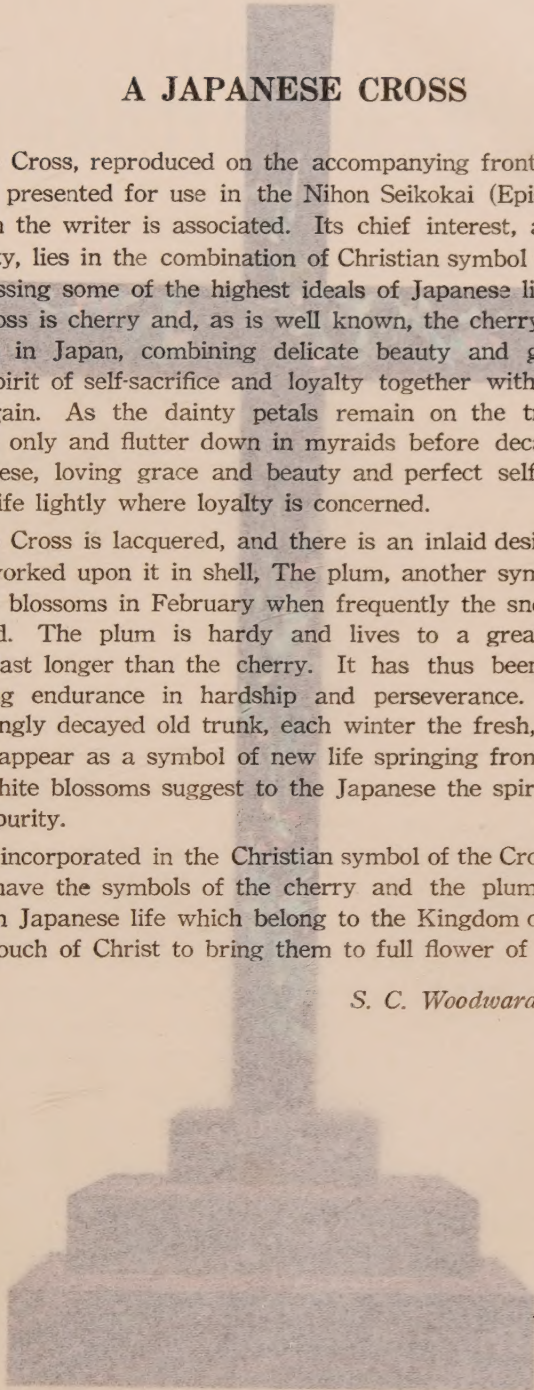 A JAPANESE CROSS
Cross, reproduced on the accompanying front
presented for use in the Nihon Seikokai (Epi
the writer is associated. Its chief interest,
lies in the combination of Christian symbol
ssing some of the highest ideals of Japanese li
oss is cherry and, as is well known, the cherry
in Japan, combining delicate beauty and g
pirit of self-sacrifice and loyalty together with
gain. As the dainty petals remain on the t
only and flutter down in myraids before dec
ese, loving grace and beauty and perfect self
ife lightly where loyalty is concerned.
Cross is lacquered, and there is an inlaid desi
worked upon it in shell, The plum, another sym
blossoms in February when frequently the sno
d. The plum is hardy and lives to a grea
ast longer than the cherry. It has thus been
g endurance in hardship and perseverance.
ngly decayed old trunk, each winter the fresh,
appear as a symbol of new life springing from
hite blossoms suggest to the Japanese the spir
purity.
incorporated in the Christian symbol of the Cro
have the symbols of the cherry and the plum
n Japanese life which belong to the Kingdom o
ouch of Christ to bring them to full flower of
S. C. Woodward